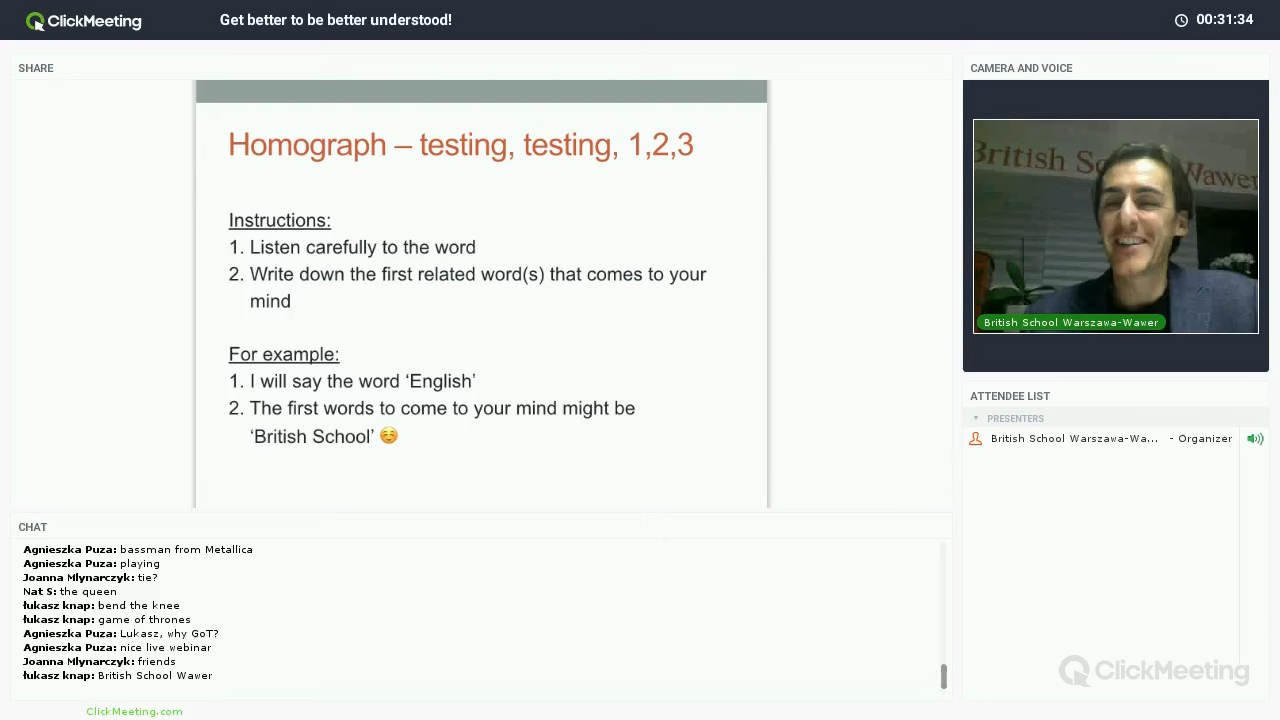 ClickMeeting
Get better to be better understood!
00:31:34
SHARE
Homograph – testing, testing, 1,2,3
Instructions:
1. Listen carefully to the word
2. Write down the first related word(s) that comes to your
mind
For example:
1. I will say the word ‘English’
2. The first words to come to your mind might be
‘British School’ ☺️
CAMERA AND VOICE
British Sc Wawer
British School Warszawa-Wawer
ATTENDEE LIST
PRESENTERS
British School Warszawa-Wa... - Organizer
CHAT
Agnieszka Puza: bassman from Metallica
Agnieszka Puza: playing
Joanna Mlynarczyk: tie?
Nat S: the queen
łukasz knap: bend the knee
łukasz knap: game of thrones
Agnieszka Puza: Lukasz, why GoT?
Agnieszka Puza: nice live webinar
Joanna Mlynarczyk: friends
łukasz knap: British School Wawer
ClickMeeting
ClickMeeting.com